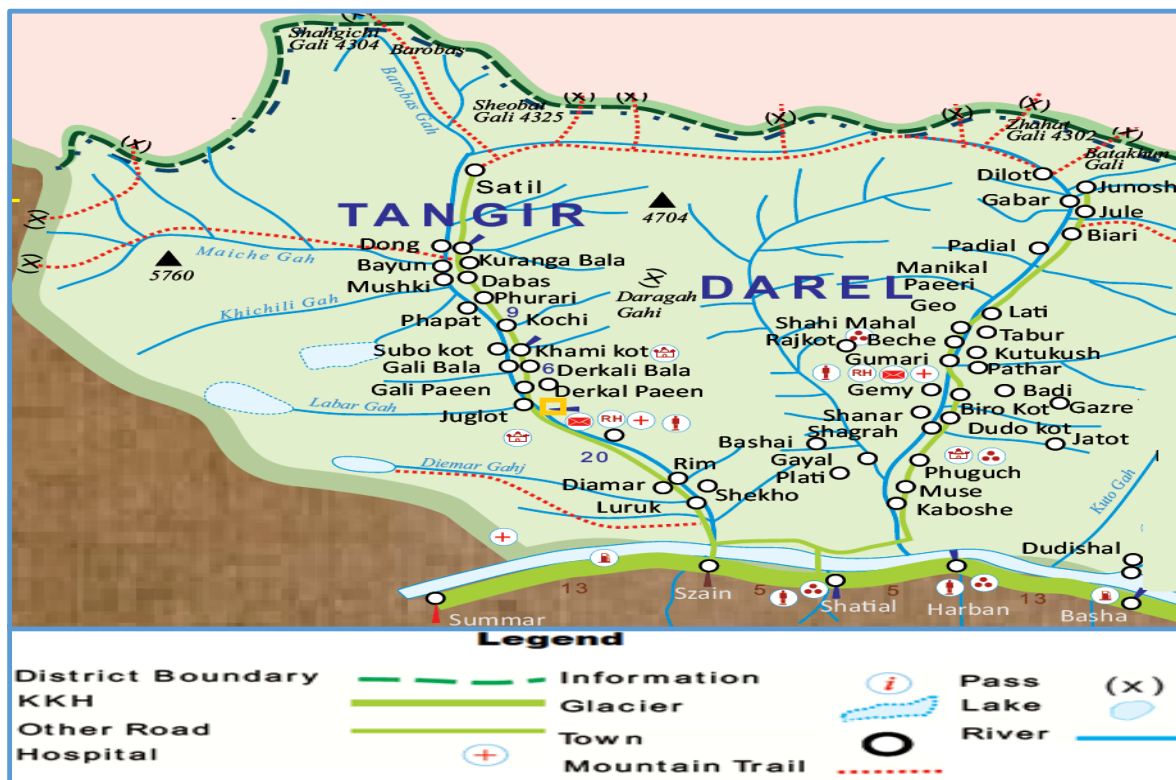 Shahgicht
Gali 4304
Barobas
Barobas Gah
Sheobat
Gali 4325
(X)
(X)
(X)
(X)
(X)
(X)
(X)
(X)
Zhahat
Gali 4302
Batakhun
Gali
(X)
(X)
(X)
Satil
TANGIR
4704
Dilot
Junosh
Gabar
Jule
Biari
Padial
5760
Maiche Gah
Dong
Bayun
Kuranga Bala
Mushki
Dabas
Phurari
Khichili Gah
Phapat
9
Kochi
(X)
Daragah
Gahi
DAREL
Manikal
Paeeri
Geo
Lati
Shahi Mahal
Tabur
Rajkot
Beche
Kutukush
Gumari
Pathar
Subo kot
Khami kot
Gali Bala
6
Derkali Bala
Gali Paeen
Derkal Paeen
RH
Gemy
Badi
Gazre
Labar Gah
Juglot
RH
Shanar
Biro Kot
Shagrah
Dudo kot
Jatot
Bashai
Gayal
Plati
Phuguch
Muse
Kaboshe
20
Diemar Gahj
Rim
Diamar
Shekho
Luruk
Kuto Gah
Dudishal
13
Szain
5
Shatial
5
Harban
13
Basha
Summar
Legend
District Boundary
Information
i
Pass
(X)
KKH
Glacier
Lake
Other Road
Town
River
Hospital
Mountain Trail